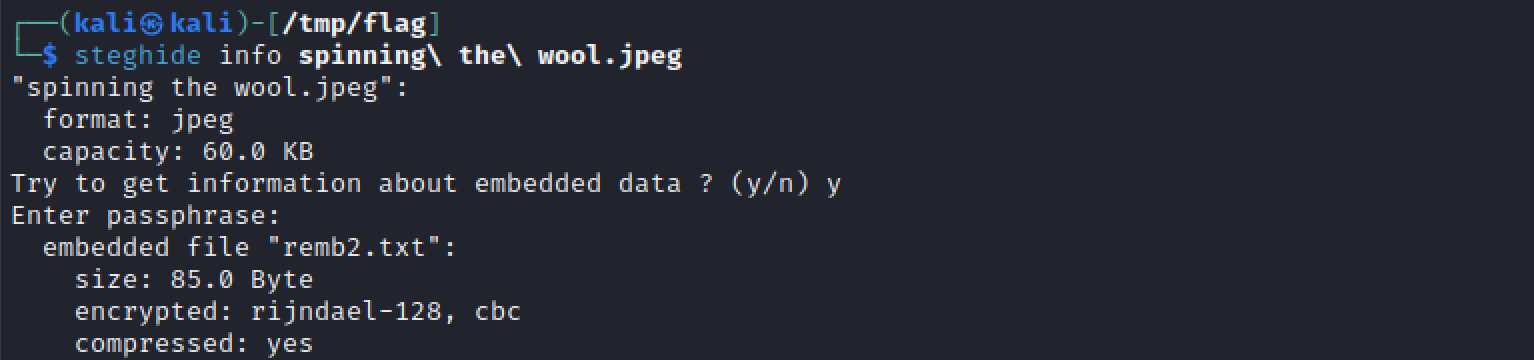 ┌──(kali㉿kali)-[/tmp/flag]
└─$ steghide info spinning\ the\ wool.jpeg
"spinning the wool.jpeg":
  format: jpeg
  capacity: 60.0 KB
Try to get information about embedded data ? (y/n) y
Enter passphrase:
  embedded file "remb2.txt":
    size: 85.0 Byte
    encrypted: rijndael-128, cbc
    compressed: yes